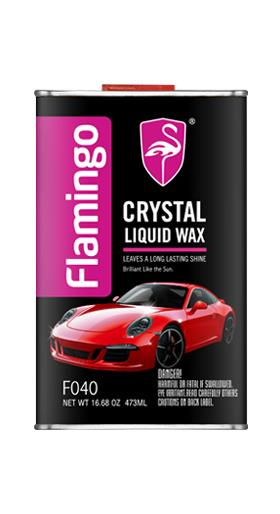 Flamingo
®
CRYSTAL
LIQUID WAX
LEAVES A LONG LASTING SHINE
Brilliant Like the Sun.
F040
NET WT 16.68 OZ 473ML
DANGER!
HARMFUL OR FATAL IF SWALLOWED.
EYE IRRITANT.READ CAREFULLY OTHERS
CAUTIONS ON BACK LABEL.